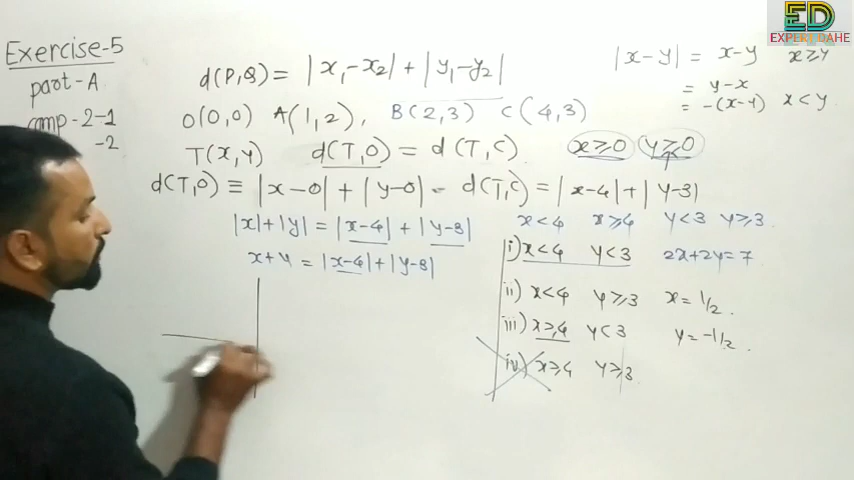 ED
EXPERT DAHE
Exercise-5
part-A
comp-2-1
-2
d(P,Q) = |x₁-x₂| + |y₁-y₂|
O(0,0) A(1,2), B(2,3) C(4,3)
T(x,y) d(T,O) = d(T,C) x≥0 y≥0
d(T,O) ≡ |x-0| + |y-0| = d(T,C) = |x-4| + |y-3|
|x|+|y| = |x-4| + |y-3|
x+y = |x-4| + |y-3|
|x-y| = x-y x≥y
= y-x
= -(x-y) x<y
x<4 x≥4 y<3 y≥3
i) x<4 y<3 2x+2y=7
ii) x<4 y≥3 x=1/2.
iii) x≥4 y<3 y=-1/2.
iv) x≥4 y≥3